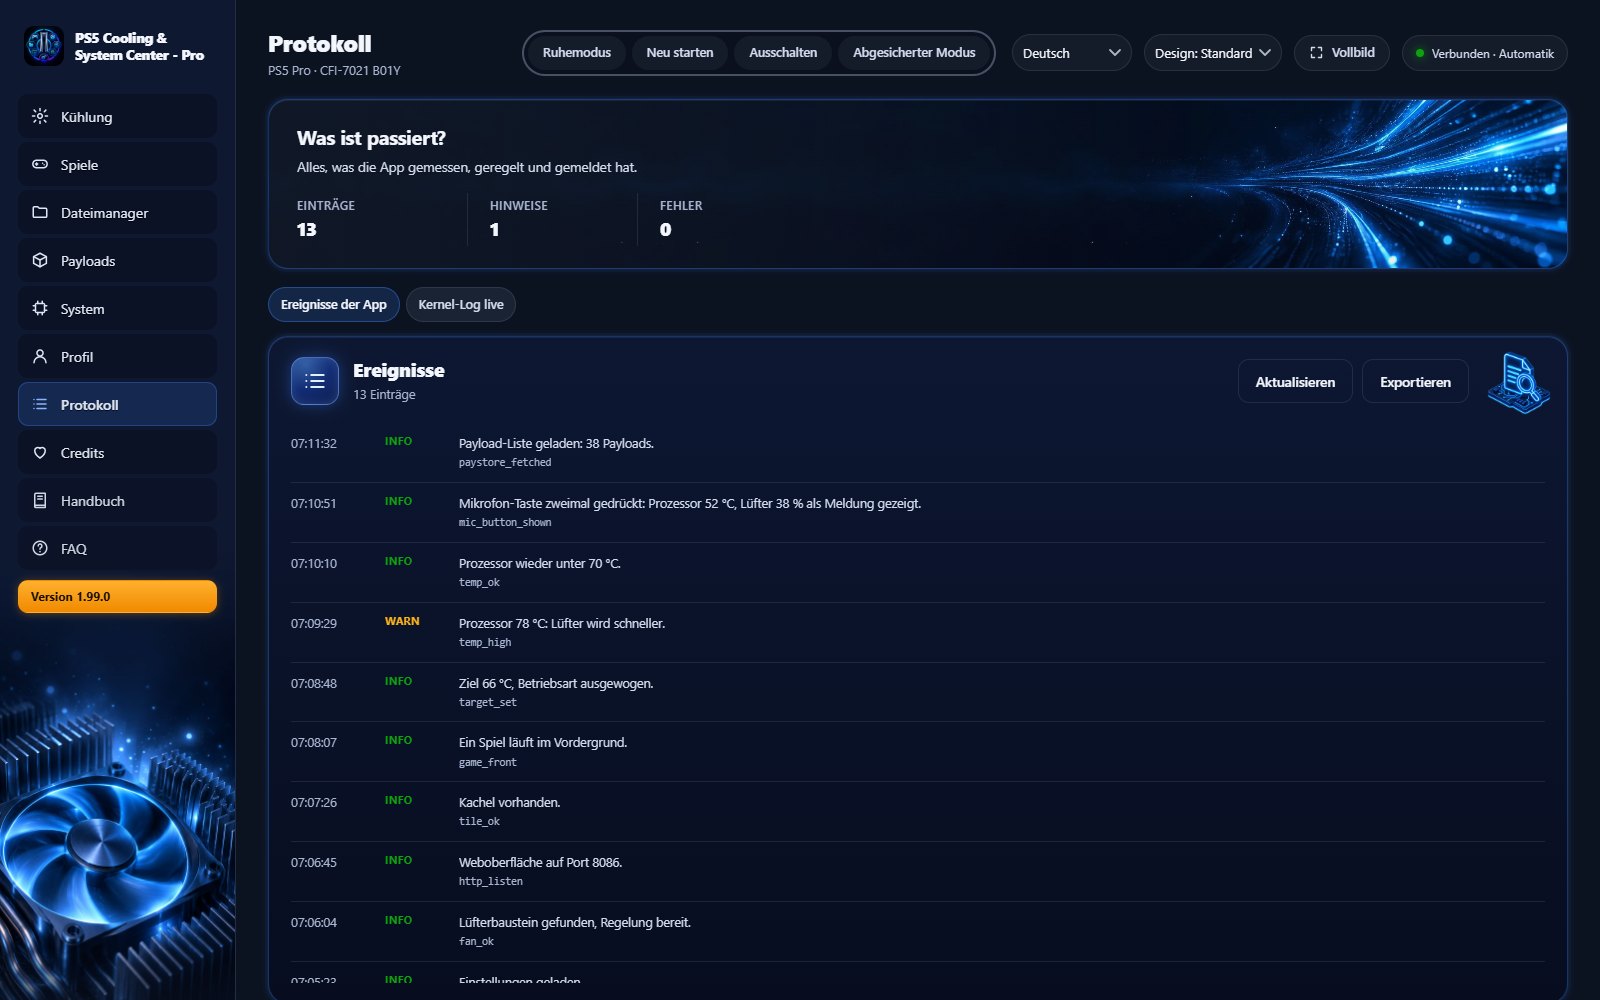 PS5 Cooling &
System Center - Pro
Kühlung
Spiele
Dateimanager
Payloads
System
Profil
Protokoll
Credits
Handbuch
FAQ
Version 1.99.0
Protokoll
PS5 Pro · CFI-7021 B01Y
Ruhemodus
Neu starten
Ausschalten
Abgesicherter Modus
Deutsch
Design: Standard
Vollbild
Verbunden · Automatik
Was ist passiert?
Alles, was die App gemessen, geregelt und gemeldet hat.
EINTRÄGE
13
HINWEISE
1
FEHLER
0
Ereignisse der App
Kernel-Log live
Ereignisse
13 Einträge
Aktualisieren
Exportieren
07:11:32 INFO Payload-Liste geladen: 38 Payloads.
paystore_fetched
07:10:51 INFO Mikrofon-Taste zweimal gedrückt: Prozessor 52 °C, Lüfter 38 % als Meldung gezeigt.
mic_button_shown
07:10:10 INFO Prozessor wieder unter 70 °C.
temp_ok
07:09:29 WARN Prozessor 78 °C: Lüfter wird schneller.
temp_high
07:08:48 INFO Ziel 66 °C, Betriebsart ausgewogen.
target_set
07:08:07 INFO Ein Spiel läuft im Vordergrund.
game_front
07:07:26 INFO Kachel vorhanden.
tile_ok
07:06:45 INFO Weboberfläche auf Port 8086.
http_listen
07:06:04 INFO Lüfterbaustein gefunden, Regelung bereit.
fan_ok
07:05:23 INFO Einstellungen geladen.